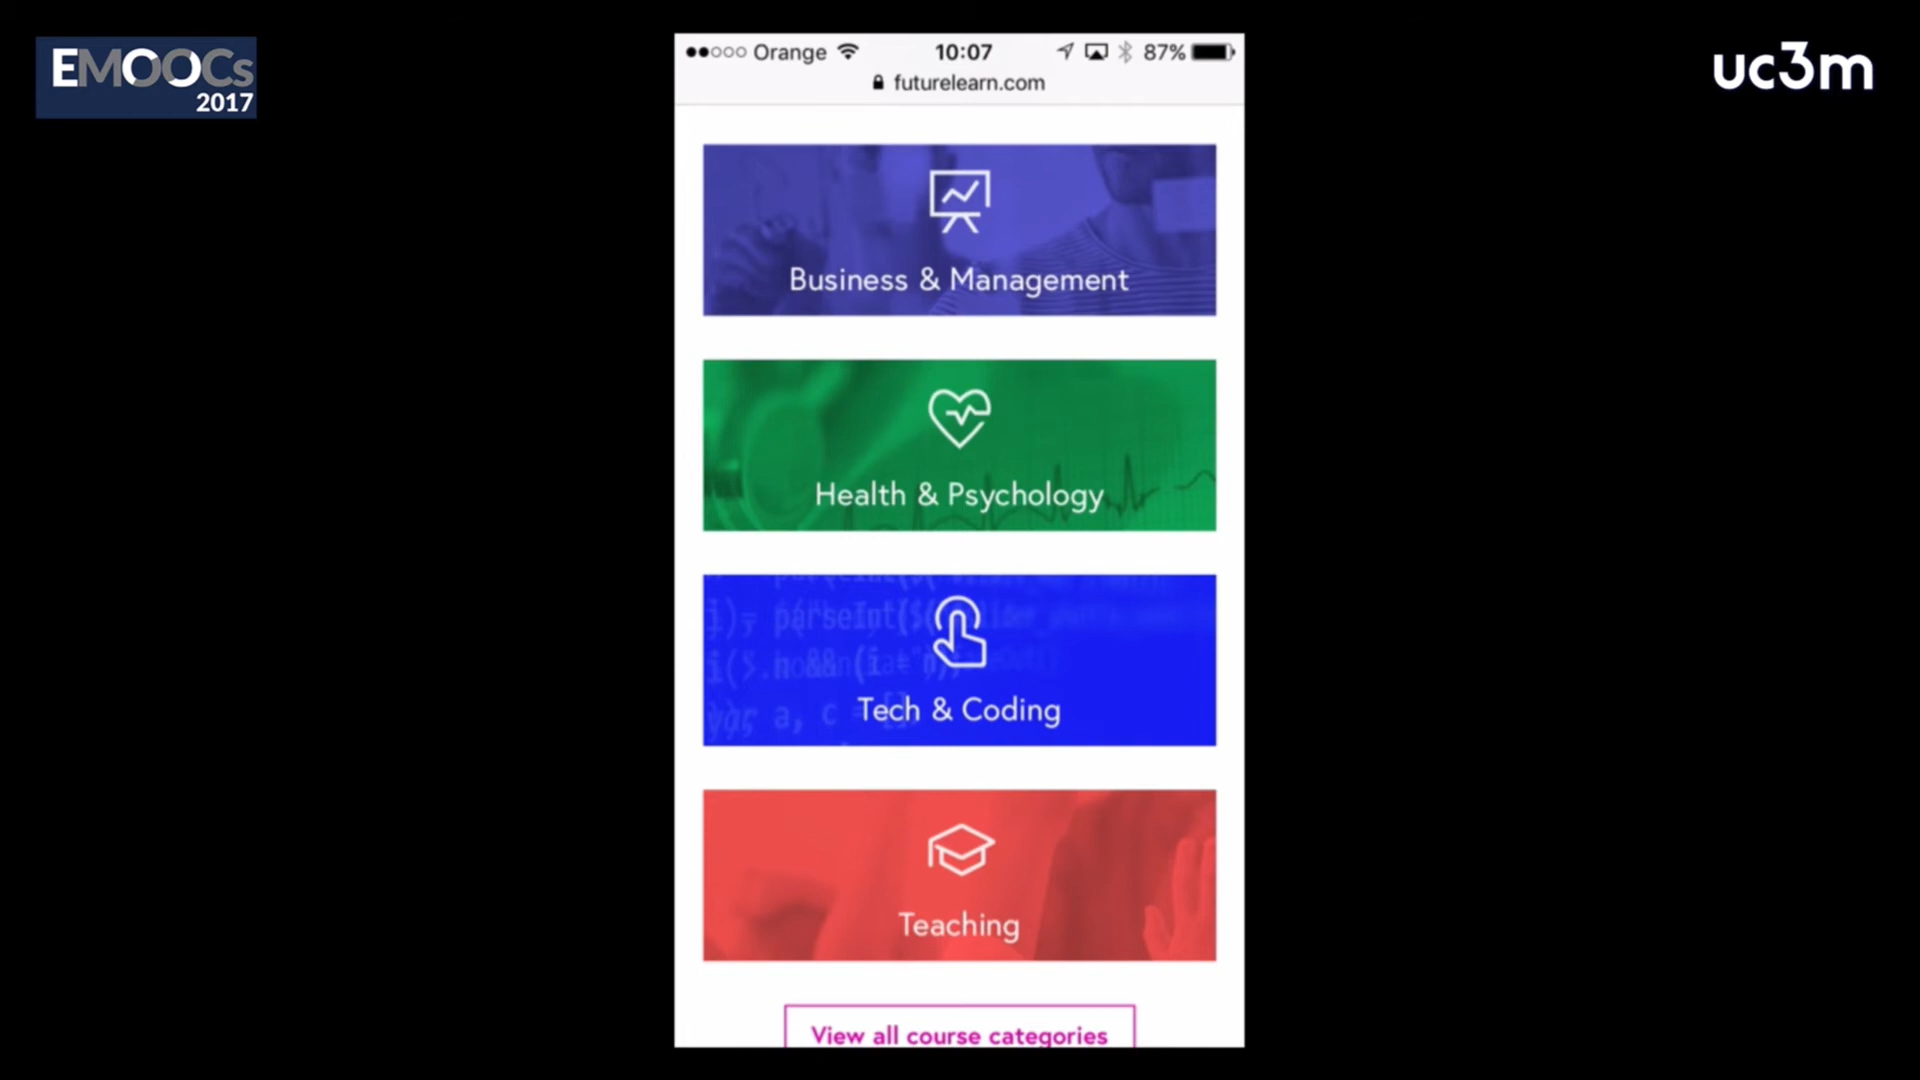 EMOOCs
2017
uc3m
Orange 10:07 87%
futurelearn.com
Business & Management
Health & Psychology
parseInt(
Tech & Coding
Teaching
View all course categories